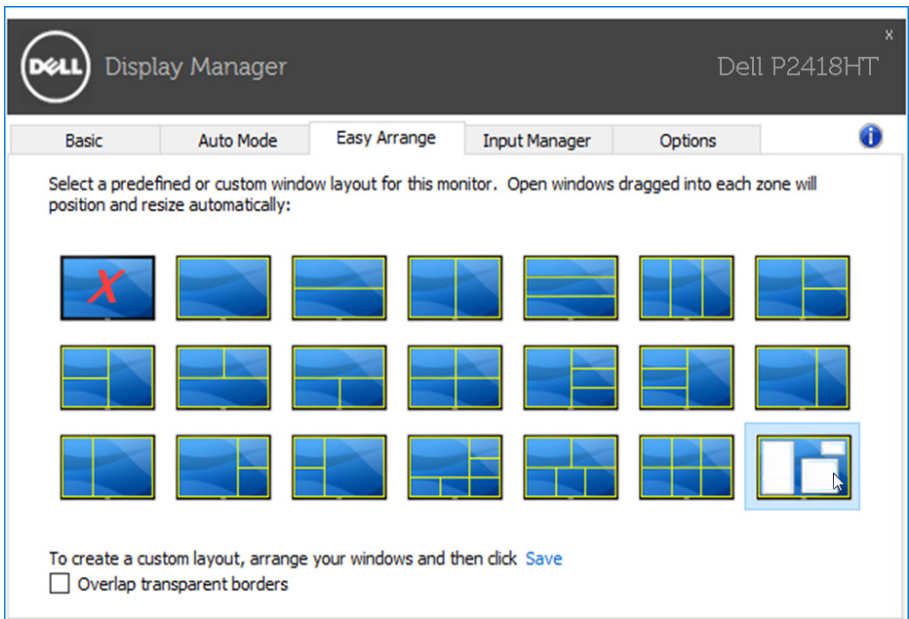 x
DELL Display Manager Dell P2418HT
Basic Auto Mode Easy Arrange Input Manager Options i
Select a predefined or custom window layout for this monitor. Open windows dragged into each zone will
position and resize automatically:
X
To create a custom layout, arrange your windows and then click Save
Overlap transparent borders